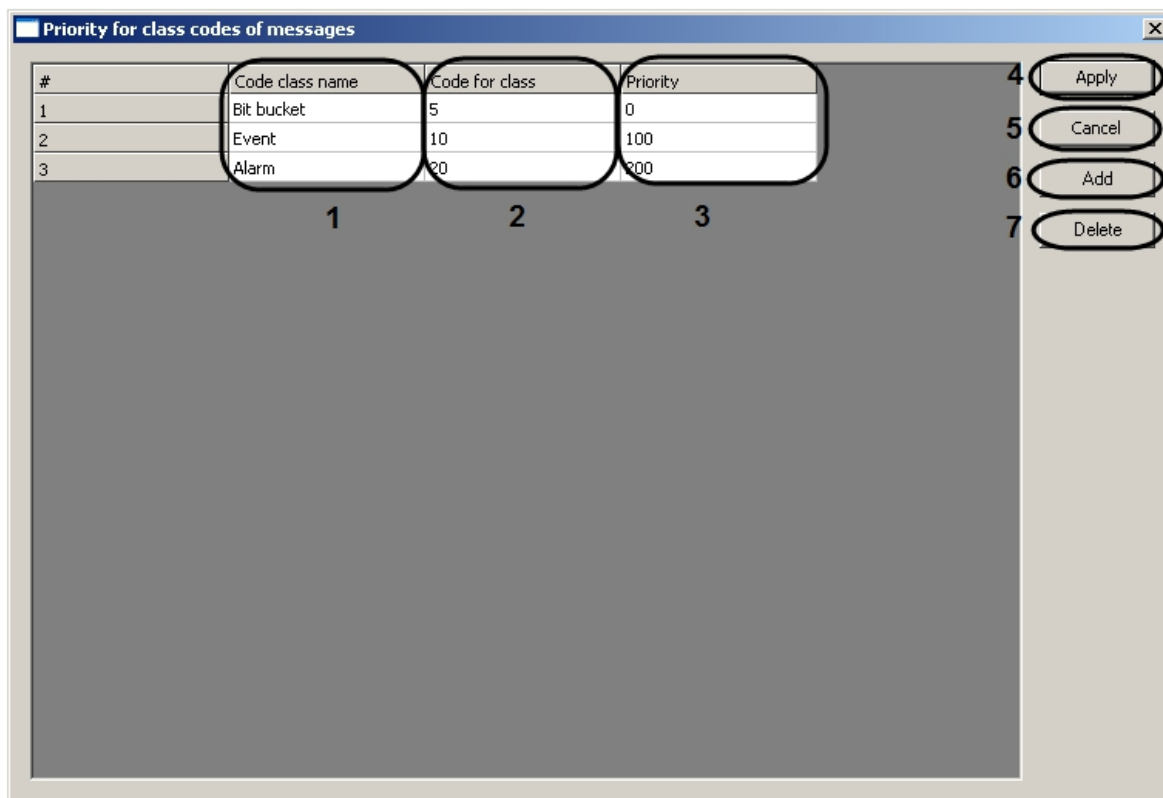 Priority for class codes of messages
# Code class name Code for class Priority
1 Bit bucket 5 0
2 Event 10 100
3 Alarm 20 200
1 2 3
4 Apply
5 Cancel
6 Add
7 Delete